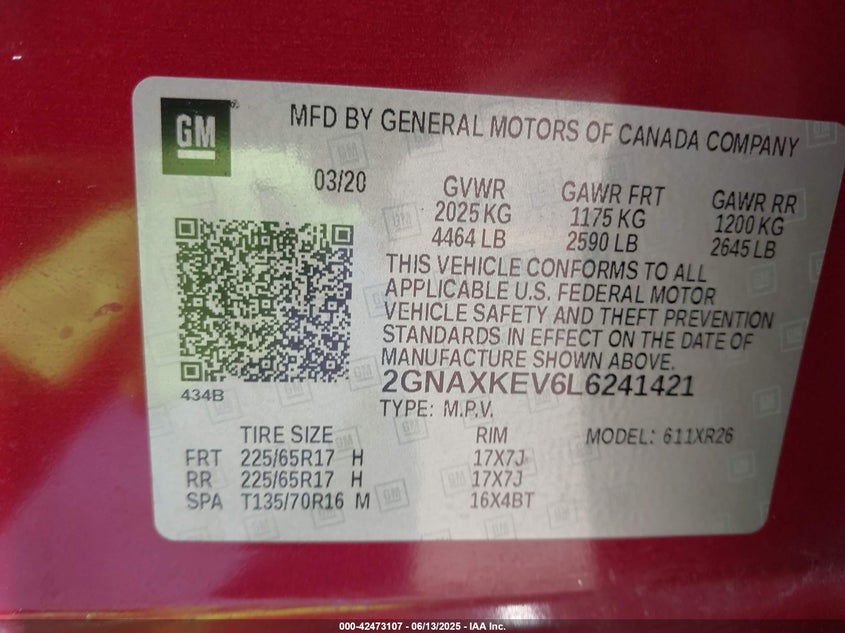 GM
MFD BY GENERAL MOTORS OF CANADA COMPANY
03/20
GVWR GAWR FRT GAWR RR
2025 KG 1175 KG 1200 KG
4464 LB 2590 LB 2645 LB
THIS VEHICLE CONFORMS TO ALL
APPLICABLE U.S. FEDERAL MOTOR
VEHICLE SAFETY AND THEFT PREVENTION
STANDARDS IN EFFECT ON THE DATE OF
MANUFACTURE SHOWN ABOVE.
2GNAXKEV6L6241421
434B
TYPE: M.P.V.
TIRE SIZE RIM MODEL: 611XR26
FRT 225/65R17 H 17X7J
RR 225/65R17 H 17X7J
SPA T135/70R16 M 16X4BT
000-42473107 - 06/13/2025 - IAA Inc.